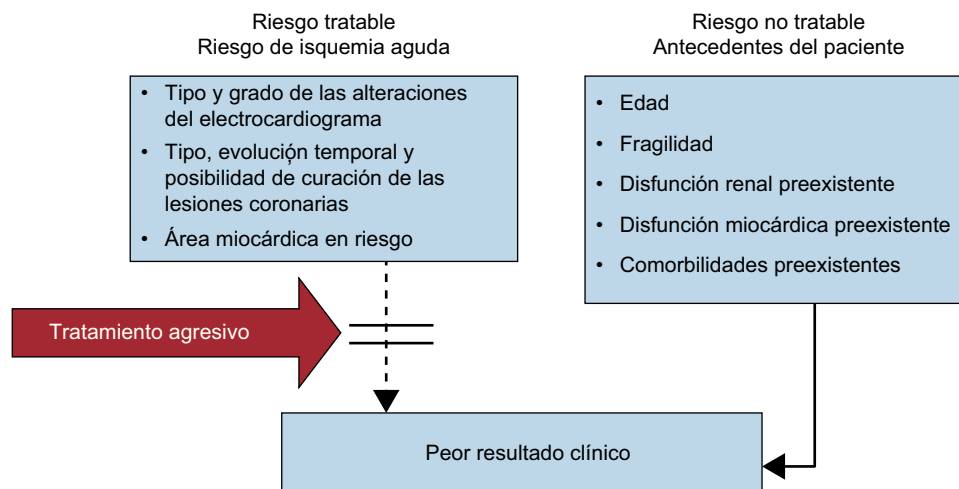 Riesgo tratable
Riesgo de isquemia aguda
• Tipo y grado de las alteraciones
del electrocardiograma
• Tipo, evolución temporal y
posibilidad de curación de las
lesiones coronarias
• Área miocárdica en riesgo
Riesgo no tratable
Antecedentes del paciente
• Edad
• Fragilidad
• Disfunción renal preexistente
• Disfunción miocárdica preexistente
• Comorbilidades preexistentes
Tratamiento agresivo
Peor resultado clínico